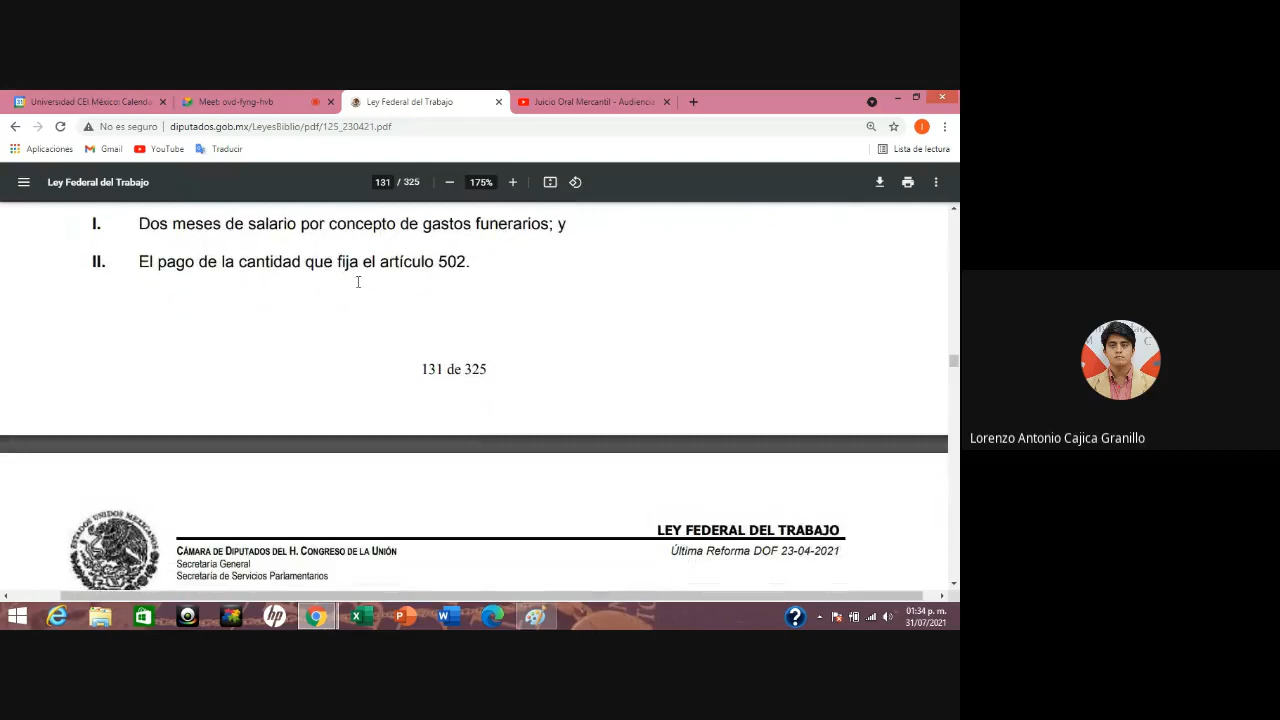 Universidad CEI México: Calenda
Meet: ovd-fyng-hvb
Ley Federal del Trabajo
Juicio Oral Mercantil - Audiencia
No es seguro
diputados.gob.mx/LeyesBiblio/pdf/125_230421.pdf
Aplicaciones
Gmail
YouTube
Traducir
Lista de lectura
Ley Federal del Trabajo
131 / 325
175%
I. Dos meses de salario por concepto de gastos funerarios; y
II. El pago de la cantidad que fija el artículo 502.
131 de 325
ESTADOS UNIDOS MEXICANOS
LEY FEDERAL DEL TRABAJO
CÁMARA DE DIPUTADOS DEL H. CONGRESO DE LA UNIÓN
Última Reforma DOF 23-04-2021
Secretaría General
Secretaría de Servicios Parlamentarios
01:34 p. m.
31/07/2021
Lorenzo Antonio Cajica Granillo